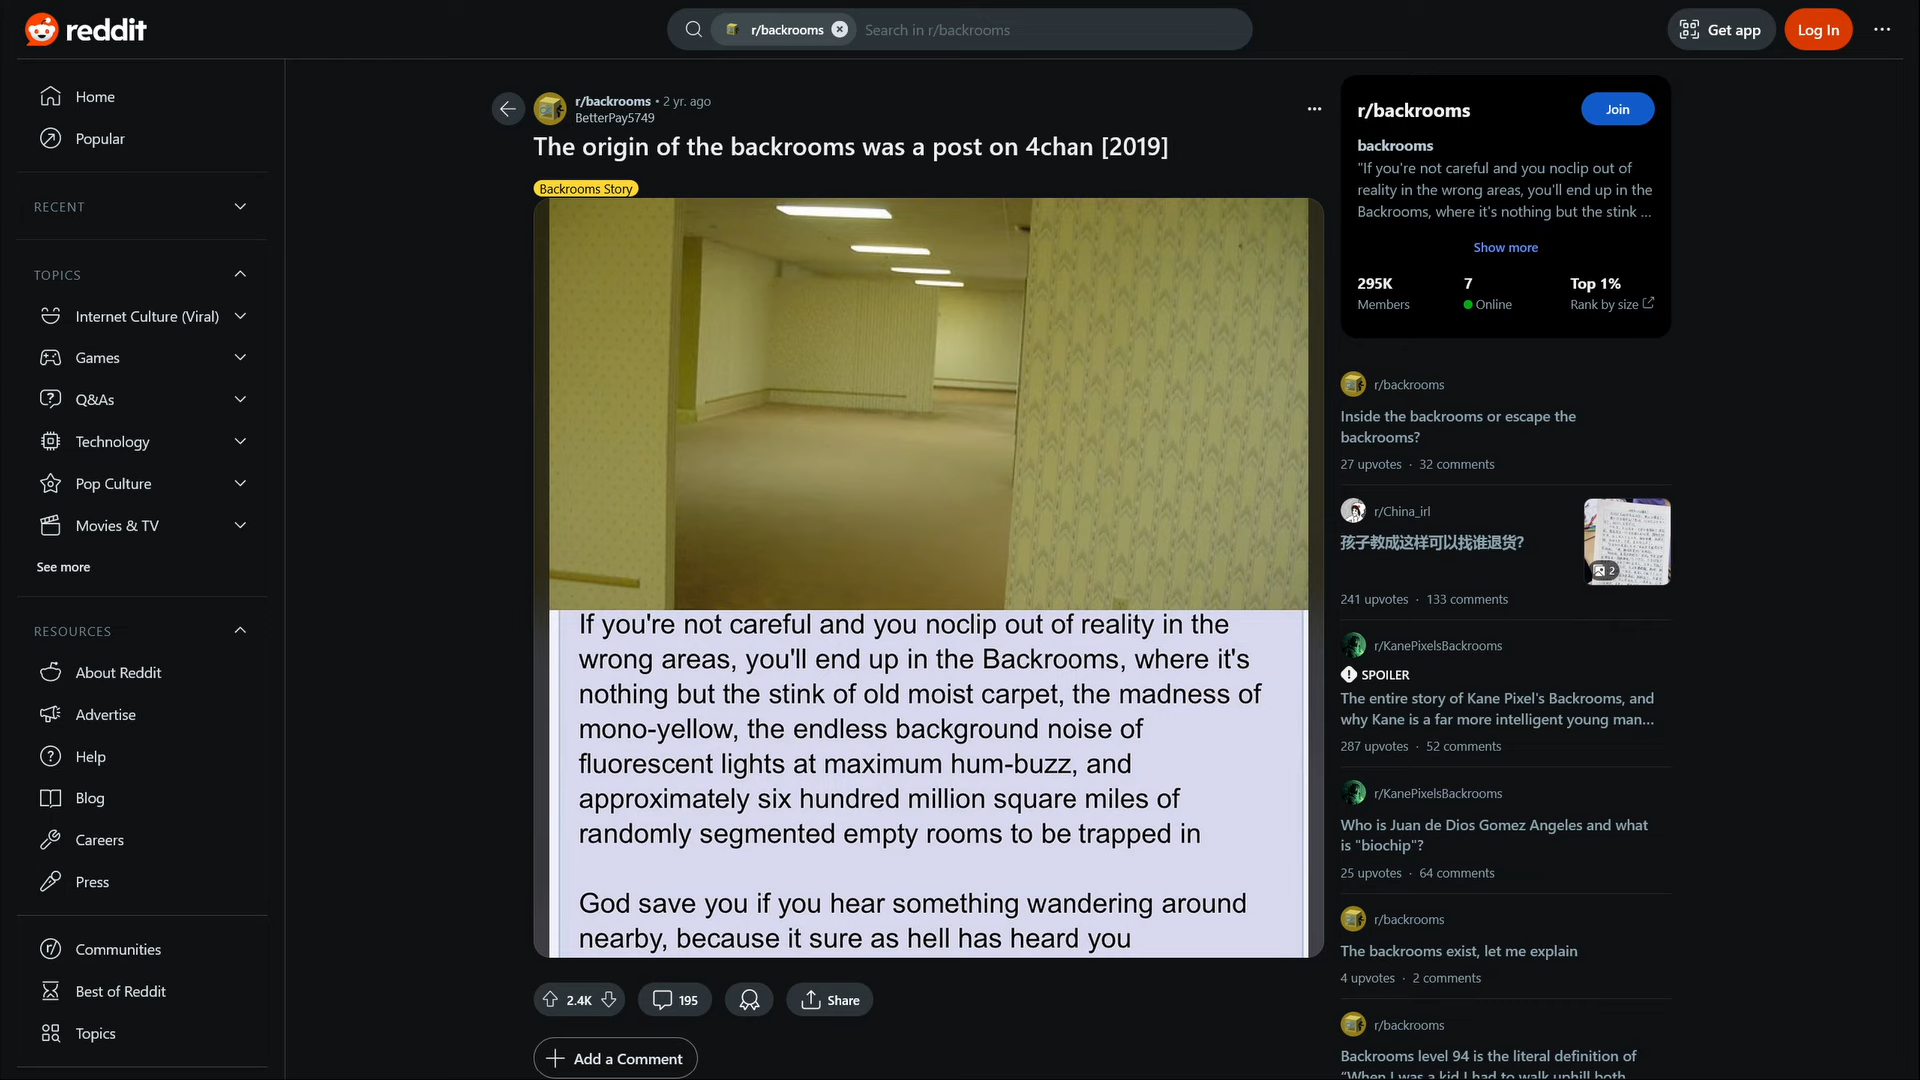 reddit
r/backrooms
Search in r/backrooms
Get app
Log In
Home
Popular
RECENT
TOPICS
Internet Culture (Viral)
Games
Q&As
Technology
Pop Culture
Movies & TV
See more
RESOURCES
About Reddit
Advertise
Help
Blog
Careers
Press
Communities
Best of Reddit
Topics
r/backrooms • 2 yr. ago
BetterPay5749
The origin of the backrooms was a post on 4chan [2019]
Backrooms Story
If you're not careful and you noclip out of reality in the
wrong areas, you'll end up in the Backrooms, where it's
nothing but the stink of old moist carpet, the madness of
mono-yellow, the endless background noise of
fluorescent lights at maximum hum-buzz, and
approximately six hundred million square miles of
randomly segmented empty rooms to be trapped in
God save you if you hear something wandering around
nearby, because it sure as hell has heard you
2.4K
195
Share
Add a Comment
r/backrooms
Join
backrooms
"If you're not careful and you noclip out of
reality in the wrong areas, you'll end up in the
Backrooms, where it's nothing but the stink ...
Show more
295K
Members
7
Online
Top 1%
Rank by size
r/backrooms
Inside the backrooms or escape the
backrooms?
27 upvotes · 32 comments
r/China_irl
孩子教成这样可以找谁退货?
2
241 upvotes · 133 comments
r/KanePixelsBackrooms
SPOILER
The entire story of Kane Pixel's Backrooms, and
why Kane is a far more intelligent young man...
287 upvotes · 52 comments
r/KanePixelsBackrooms
Who is Juan de Dios Gomez Angeles and what
is "biochip"?
25 upvotes · 64 comments
r/backrooms
The backrooms exist, let me explain
4 upvotes · 2 comments
r/backrooms
Backrooms level 94 is the literal definition of
"When I was a kid I had to walk uphill both